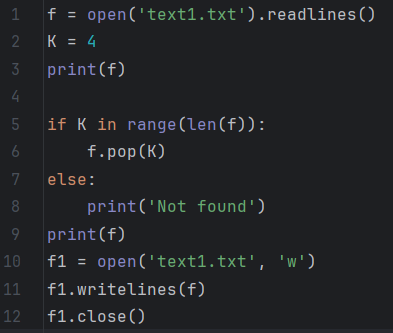 1 f = open('text1.txt').readlines()
2 K = 4
3 print(f)
4
5 if K in range(len(f)):
6     f.pop(K)
7 else:
8     print('Not found')
9 print(f)
10 f1 = open('text1.txt', 'w')
11 f1.writelines(f)
12 f1.close()